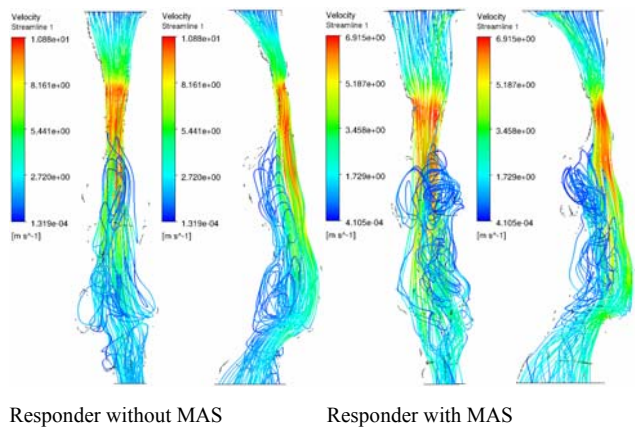 Velocity
Streamline 1
1.088e+01
8.161e+00
5.441e+00
2.720e+00
1.319e-04
[m s^-1]
Velocity
Streamline 1
1.088e+01
8.161e+00
5.441e+00
2.720e+00
1.319e-04
[m s^-1]
Velocity
Streamline 1
6.915e+00
5.187e+00
3.458e+00
1.729e+00
4.105e-04
[m s^-1]
Velocity
Streamline 1
6.915e+00
5.187e+00
3.458e+00
1.729e+00
4.105e-04
[m s^-1]
Responder without MAS
Responder with MAS